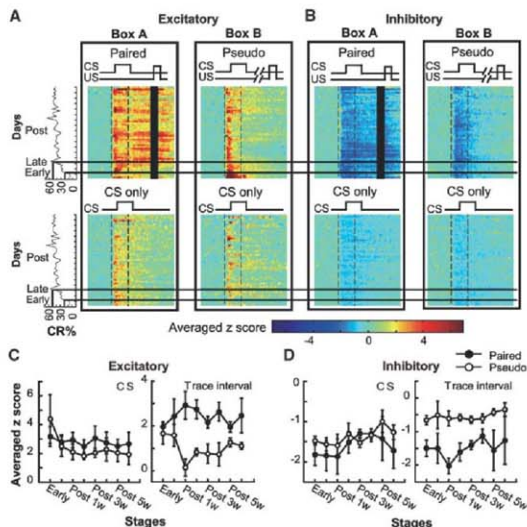 A Excitatory B Inhibitory
Box A Box B Box A Box B
Paired Pseudo Paired Pseudo
CS
US
CS
US
CS
US
CS
US
Days
Post
Late
Early
60 30 0
CS only CS only CS only CS only
CS CS CS CS
Days
Post
Late
Early
60 30 0
CR%
Averaged z score -4 0 4
C Excitatory D Inhibitory
Paired
Pseudo
CS Trace interval CS Trace interval
Averaged z score
6
4
2
0
4
2
0
-1
-2
0
-1
-2
Early Post 1w Post 3w Post 5w Early Post 1w Post 3w Post 5w Early Post 1w Post 3w Post 5w Early Post 1w Post 3w Post 5w
Stages Stages